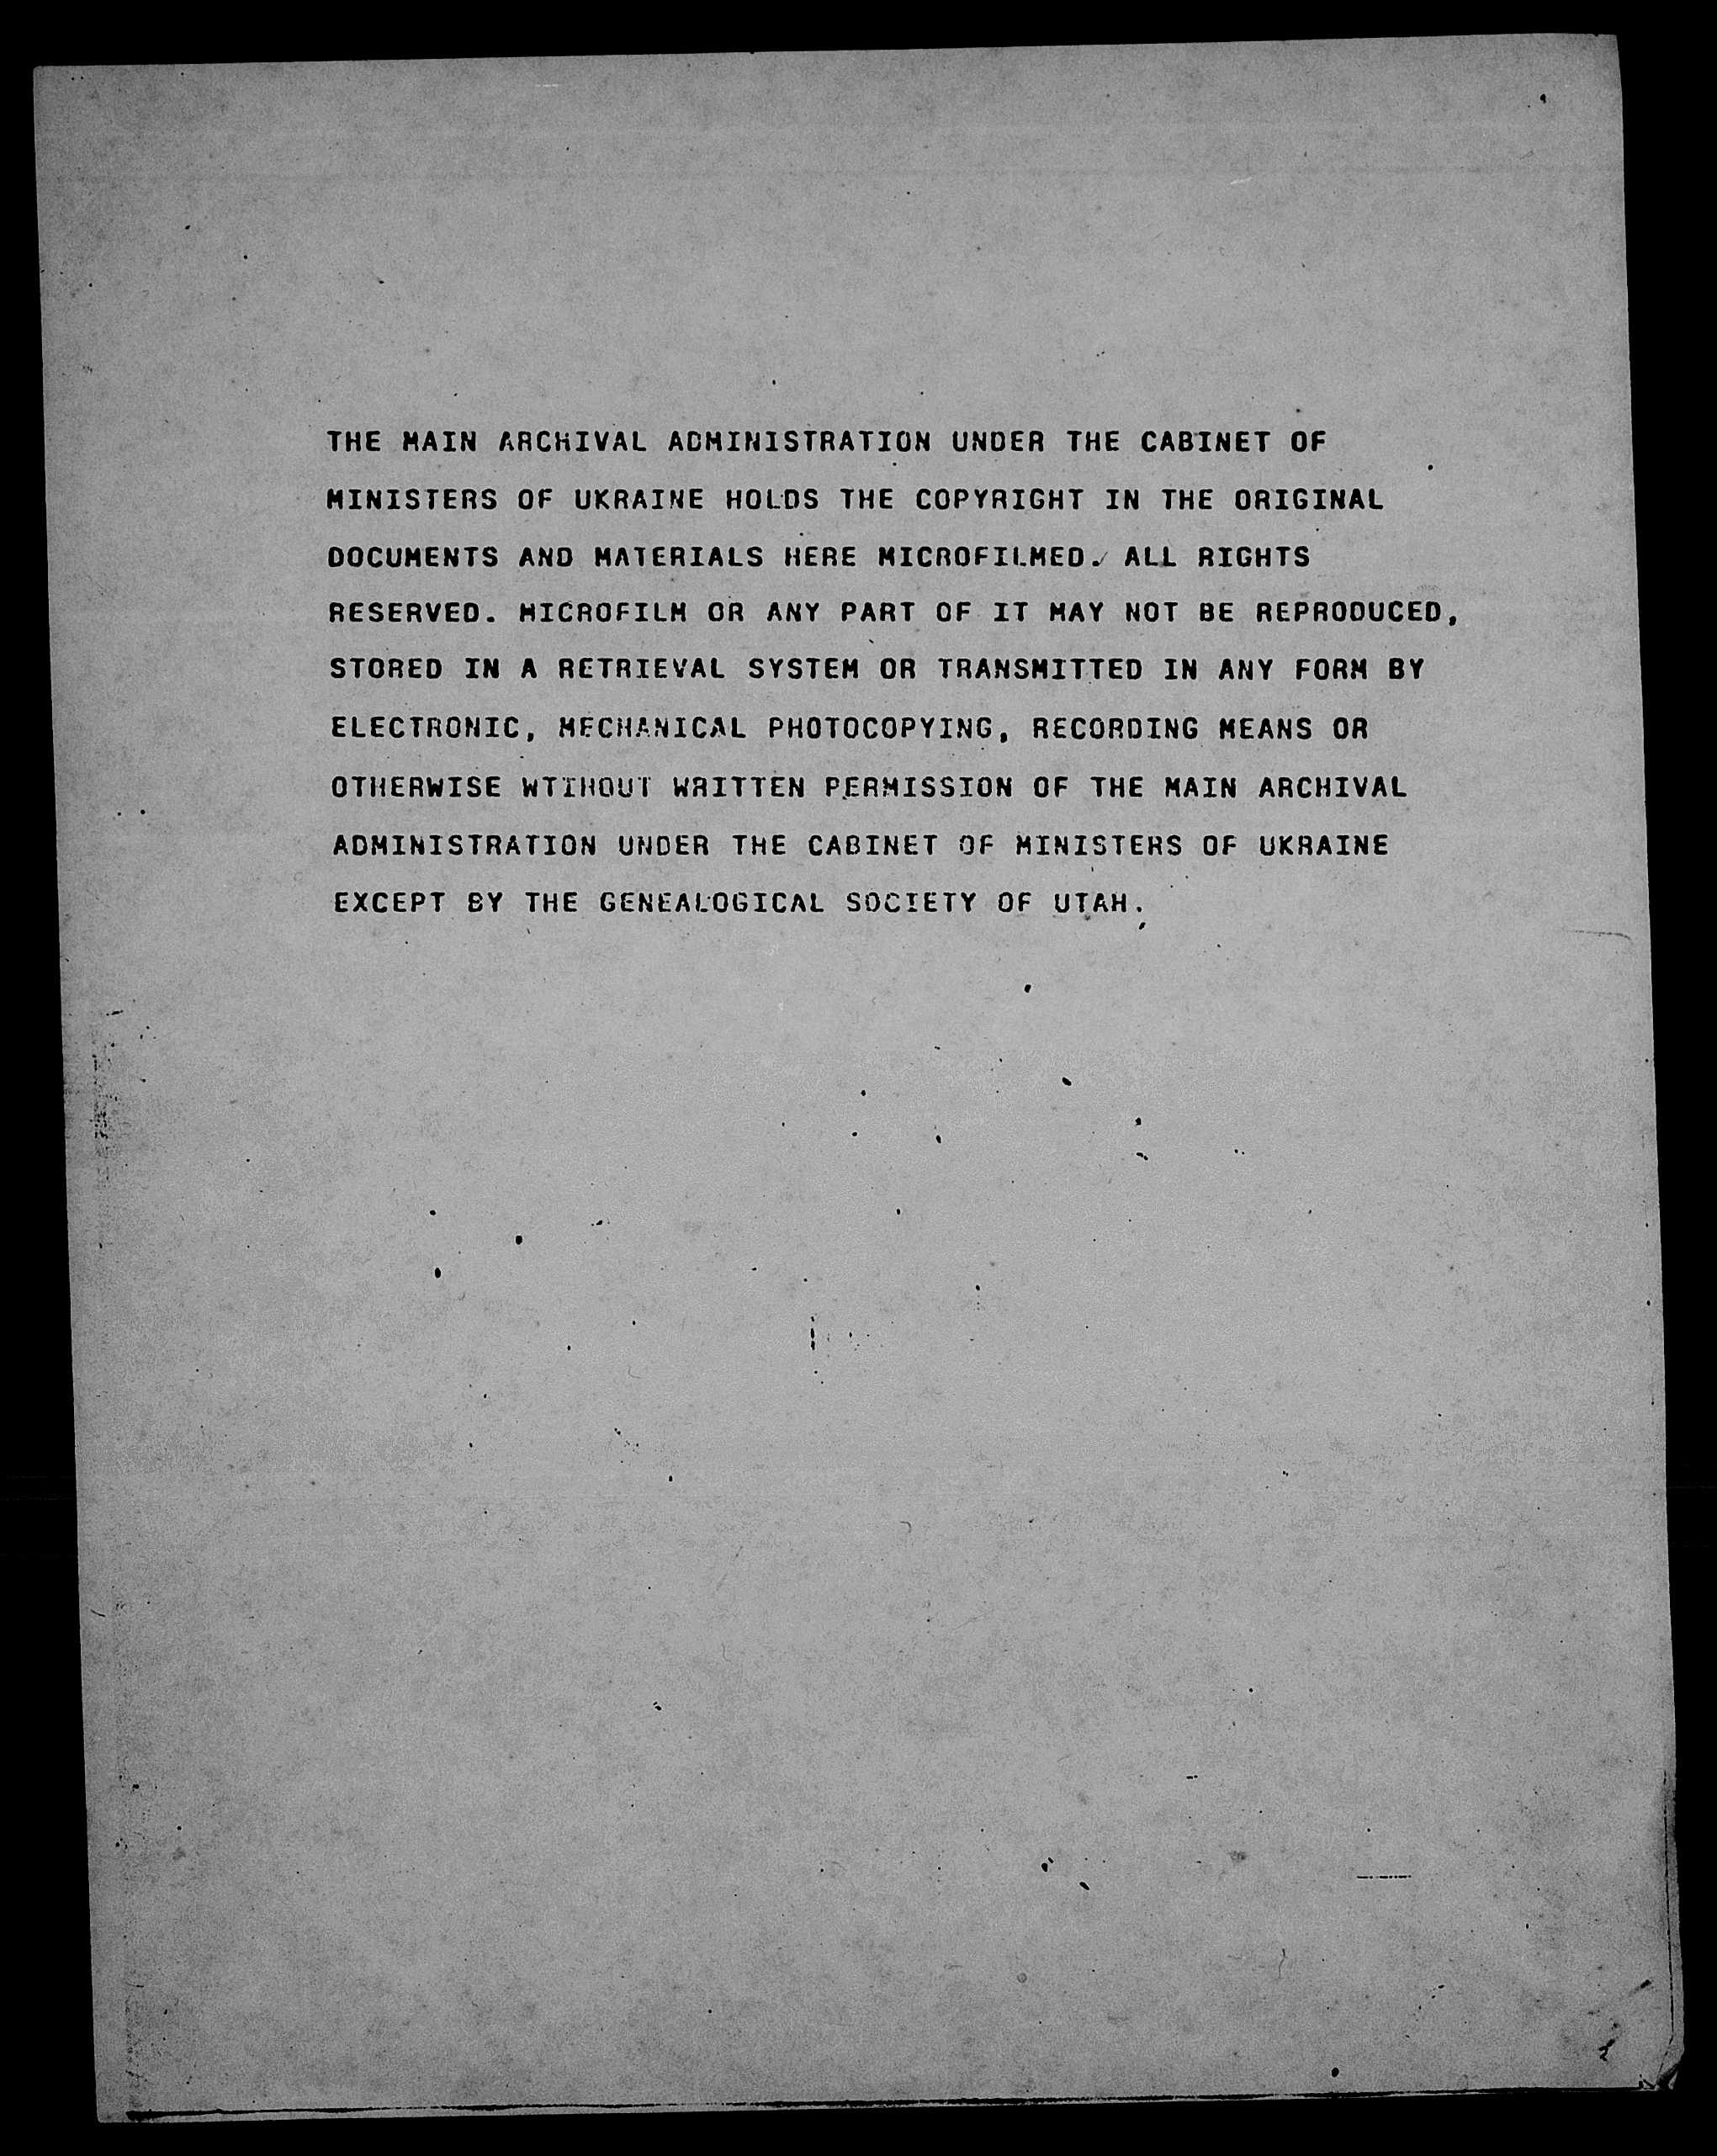 THE MAIN ARCHIVAL ADMINISTRATION UNDER THE CABINET OF
MINISTERS OF UKRAINE HOLDS THE COPYRIGHT IN THE ORIGINAL
DOCUMENTS AND MATERIALS HERE MICROFILMED. ALL RIGHTS
RESERVED. MICROFILM OR ANY PART OF IT MAY NOT BE REPRODUCED,
STORED IN A RETRIEVAL SYSTEM OR TRANSMITTED IN ANY FORM BY
ELECTRONIC, MECHANICAL PHOTOCOPYING, RECORDING MEANS OR
OTHERWISE WTIHOUT WRITTEN PERMISSION OF THE MAIN ARCHIVAL
ADMINISTRATION UNDER THE CABINET OF MINISTERS OF UKRAINE
EXCEPT BY THE GENEALOGICAL SOCIETY OF UTAH.